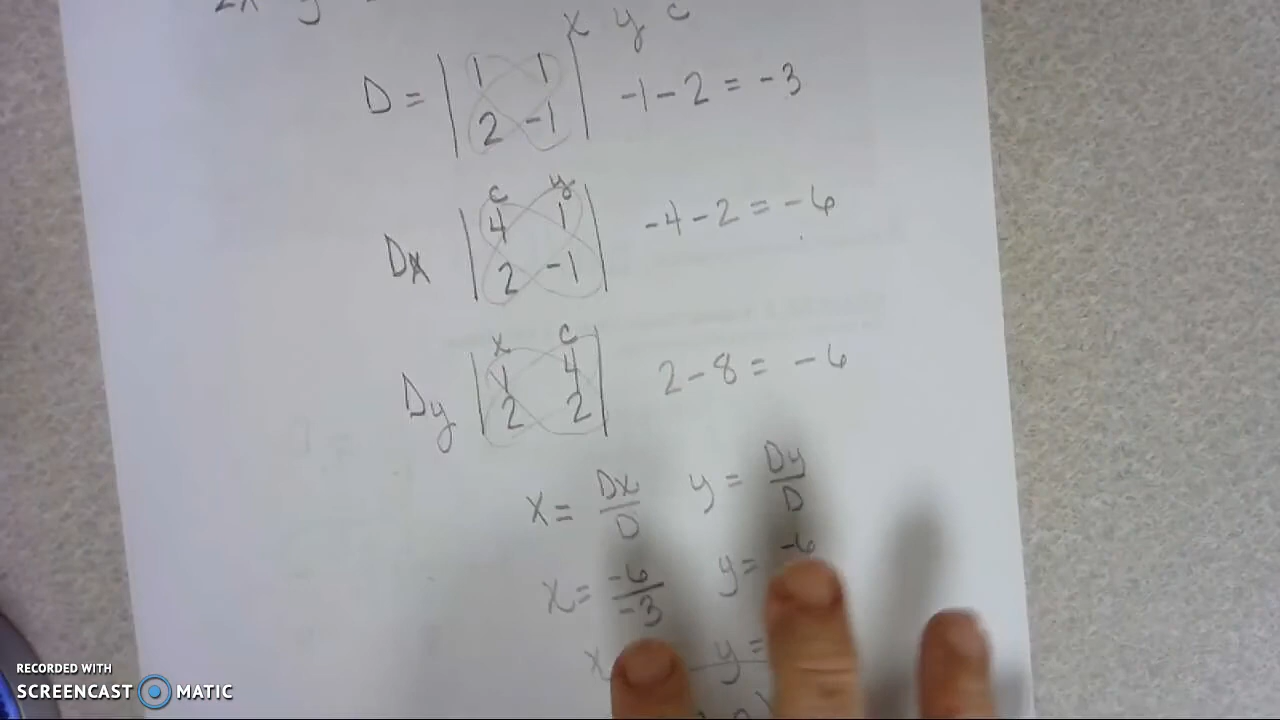 x y c
D = | 1 1 | -1 - 2 = -3
| 2 -1 |
c y
Dx | 4 1 | -4 - 2 = -6
| 2 -1 |
x c
Dy | 1 4 | 2 - 8 = -6
| 2 2 |
x = Dx/D y = Dy/D
x = -6/-3 y = -6
x y =
RECORDED WITH
SCREENCAST MATIC